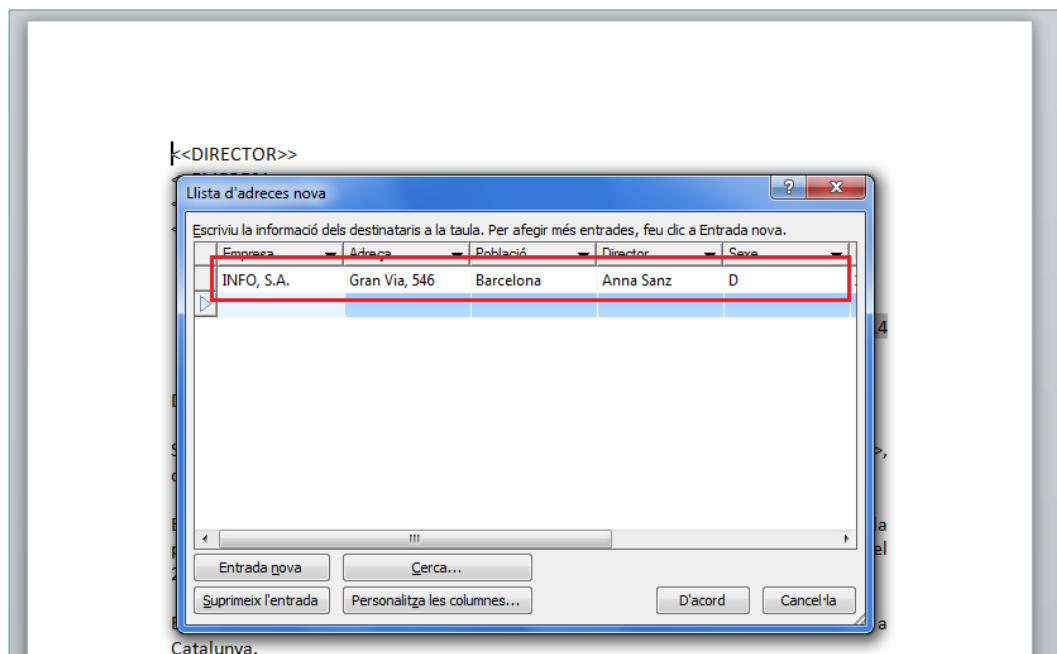 <<DIRECTOR>>
Llista d'adreces nova
Escriviu la informació dels destinataris a la taula. Per afegir més entrades, feu clic a Entrada nova.
Empresa Adreça Població Director Sexe
INFO, S.A. Gran Via, 546 Barcelona Anna Sanz D
Entrada nova Cerca...
Suprimeix l'entrada Personalitza les columnes... D'acord Cancel·la
Catalunya.